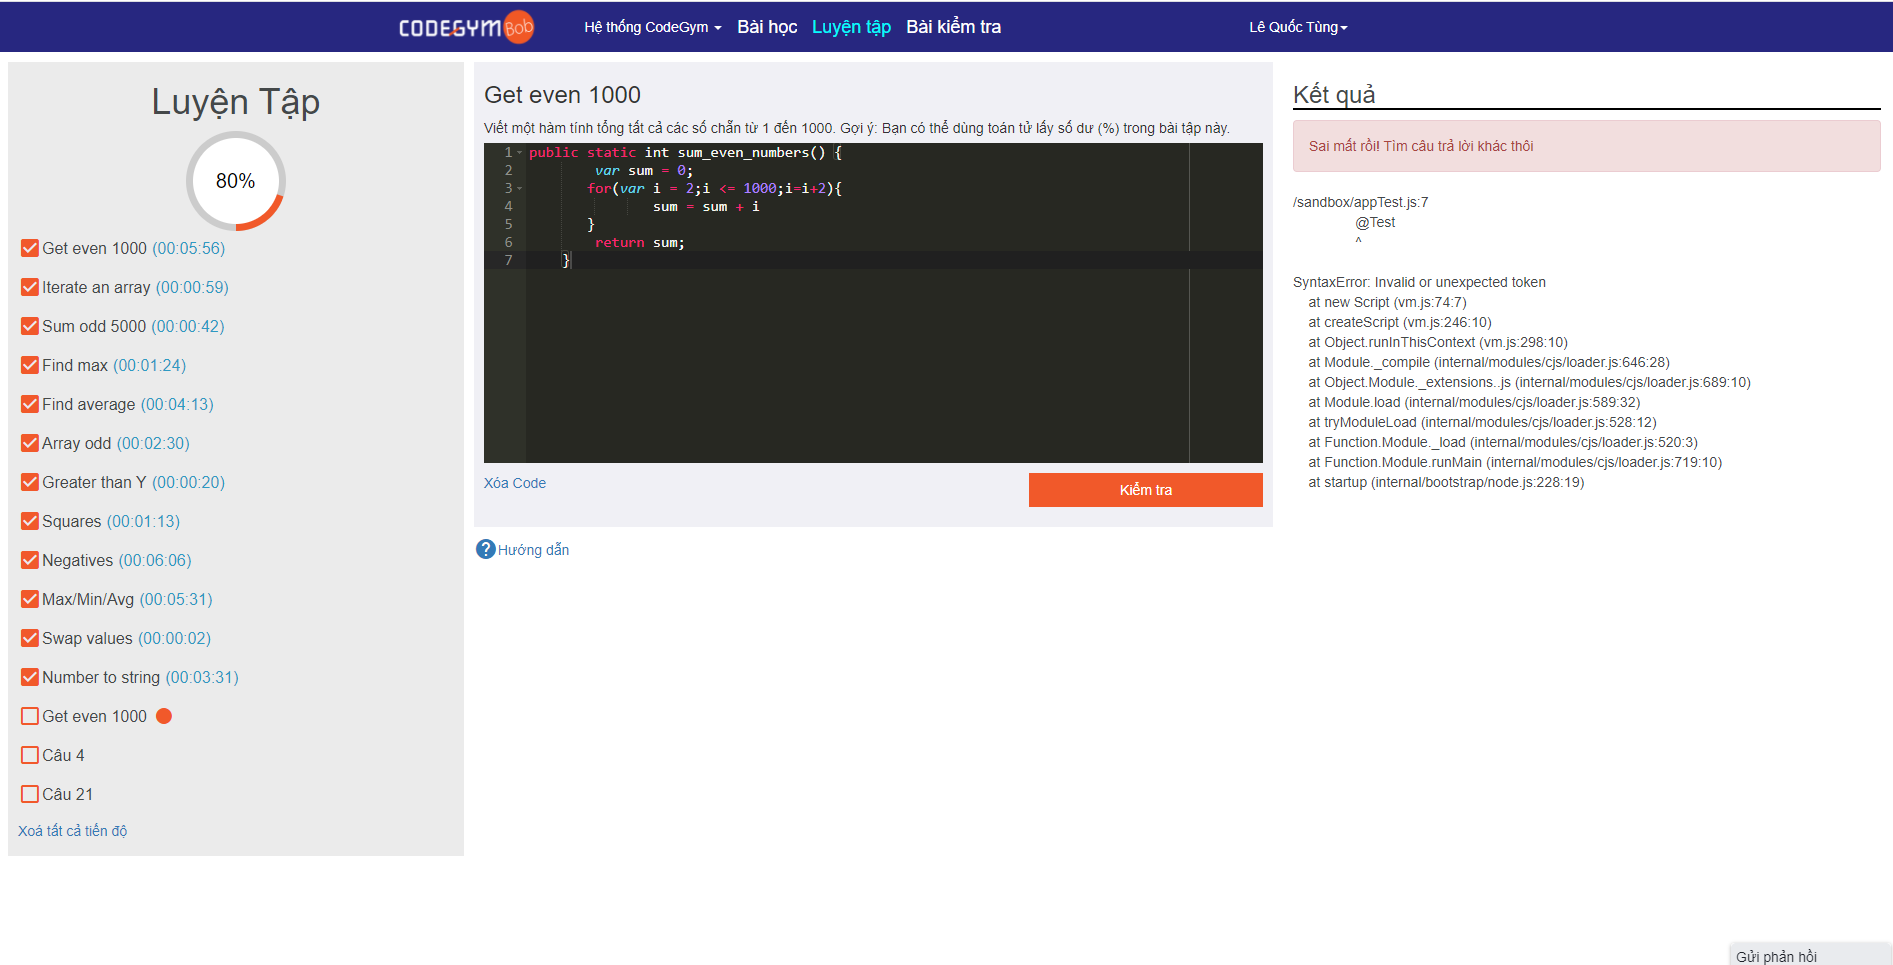 CODEGYM Bob
Hệ thống CodeGym Bài học Luyện tập Bài kiểm tra Lê Quốc Tùng
Luyện Tập
80%
Get even 1000 (00:05:56)
Iterate an array (00:00:59)
Sum odd 5000 (00:00:42)
Find max (00:01:24)
Find average (00:04:13)
Array odd (00:02:30)
Greater than Y (00:00:20)
Squares (00:01:13)
Negatives (00:06:06)
Max/Min/Avg (00:05:31)
Swap values (00:00:02)
Number to string (00:03:31)
Get even 1000
Câu 4
Câu 21
Xoá tất cả tiến độ
Get even 1000
Viết một hàm tính tổng tất cả các số chẵn từ 1 đến 1000. Gợi ý: Bạn có thể dùng toán tử lấy số dư (%) trong bài tập này.
1 public static int sum_even_numbers() {
2 var sum = 0;
3 for(var i = 2;i <= 1000;i=i+2){
4 sum = sum + i
5 }
6 return sum;
7 }
Xóa Code
Kiểm tra
Hướng dẫn
Kết quả
Sai mất rồi! Tìm câu trả lời khác thôi
/sandbox/appTest.js:7
@Test
^
SyntaxError: Invalid or unexpected token
at new Script (vm.js:74:7)
at createScript (vm.js:246:10)
at Object.runInThisContext (vm.js:298:10)
at Module._compile (internal/modules/cjs/loader.js:646:28)
at Object.Module._extensions..js (internal/modules/cjs/loader.js:689:10)
at Module.load (internal/modules/cjs/loader.js:589:32)
at tryModuleLoad (internal/modules/cjs/loader.js:528:12)
at Function.Module._load (internal/modules/cjs/loader.js:520:3)
at Function.Module.runMain (internal/modules/cjs/loader.js:719:10)
at startup (internal/bootstrap/node.js:228:19)
Gửi phản hồi